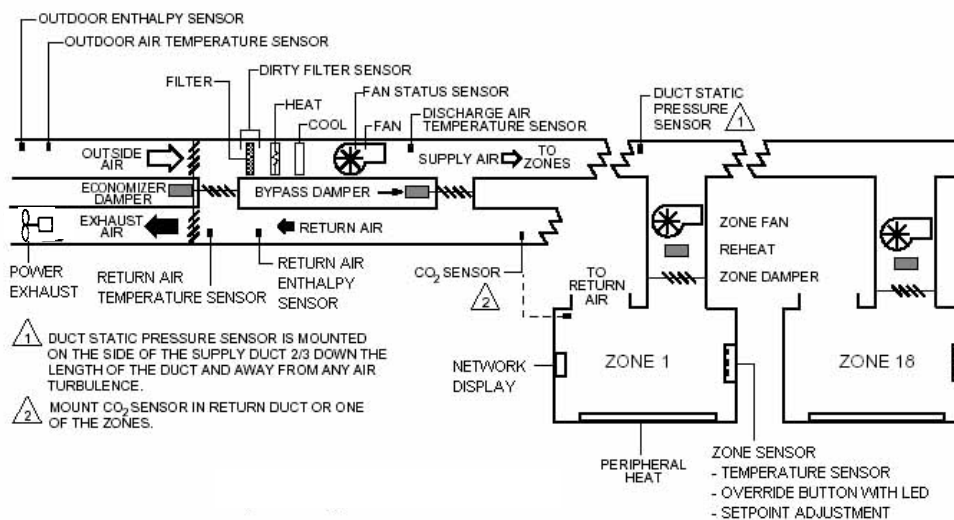 OUTDOOR ENTHALPY SENSOR
OUTDOOR AIR TEMPERATURE SENSOR
DIRTY FILTER SENSOR
FILTER
FAN STATUS SENSOR
HEAT
DISCHARGE AIR
TEMPERATURE SENSOR
COOL
FAN
DUCT STATIC
PRESSURE
SENSOR
1
OUTSIDE
AIR
SUPPLY AIR
TO
ZONES
ECONOMIZER
DAMPER
BYPASS DAMPER
EXHAUST
AIR
RETURN AIR
ZONE FAN
REHEAT
ZONE DAMPER
POWER
EXHAUST
RETURN AIR
TEMPERATURE SENSOR
RETURN AIR
ENTHALPY
SENSOR
CO2 SENSOR
2
TO
RETURN
AIR
1 DUCT STATIC PRESSURE SENSOR IS MOUNTED
ON THE SIDE OF THE SUPPLY DUCT 2/3 DOWN THE
LENGTH OF THE DUCT AND AWAY FROM ANY AIR
TURBULENCE.
2 MOUNT CO2 SENSOR IN RETURN DUCT OR ONE
OF THE ZONES.
NETWORK
DISPLAY
ZONE 1
ZONE 18
PERIPHERAL
HEAT
ZONE SENSOR
- TEMPERATURE SENSOR
- OVERRIDE BUTTON WITH LED
- SETPOINT ADJUSTMENT